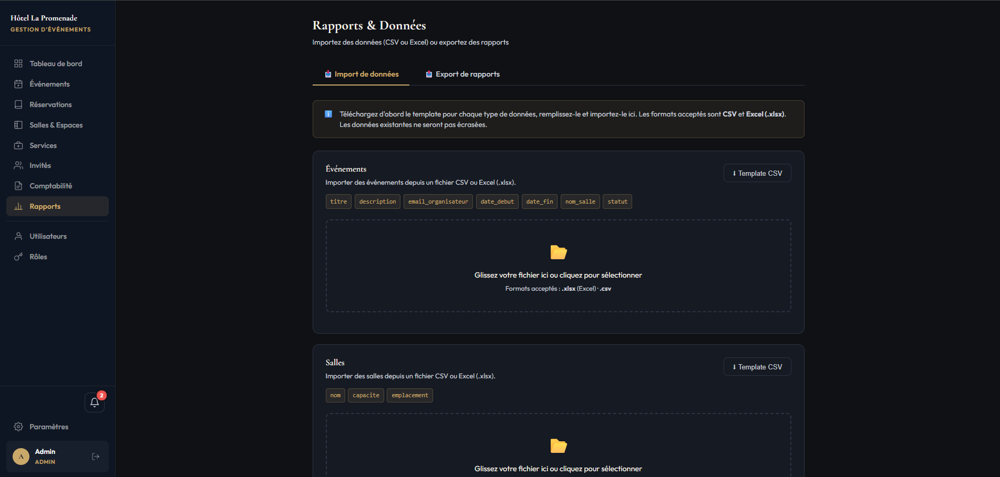 Hôtel La Promenade
GESTION D'ÉVÉNEMENTS
Tableau de bord
Événements
Réservations
Salles & Espaces
Services
Invités
Comptabilité
Rapports
Utilisateurs
Rôles
2
Paramètres
A
Admin
ADMIN
Rapports & Données
Importez des données (CSV ou Excel) ou exportez des rapports
Import de données
Export de rapports
Téléchargez d'abord le template pour chaque type de données, remplissez-le et importez-le ici. Les formats acceptés sont CSV et Excel (.xlsx).
Les données existantes ne seront pas écrasées.
Événements
Template CSV
Importer des événements depuis un fichier CSV ou Excel (.xlsx).
titre description email_organisateur date_debut date_fin nom_salle statut
Glissez votre fichier ici ou cliquez pour sélectionner
Formats acceptés : .xlsx (Excel) · .csv
Salles
Template CSV
Importer des salles depuis un fichier CSV ou Excel (.xlsx).
nom capacite emplacement
Glissez votre fichier ici ou cliquez pour sélectionner